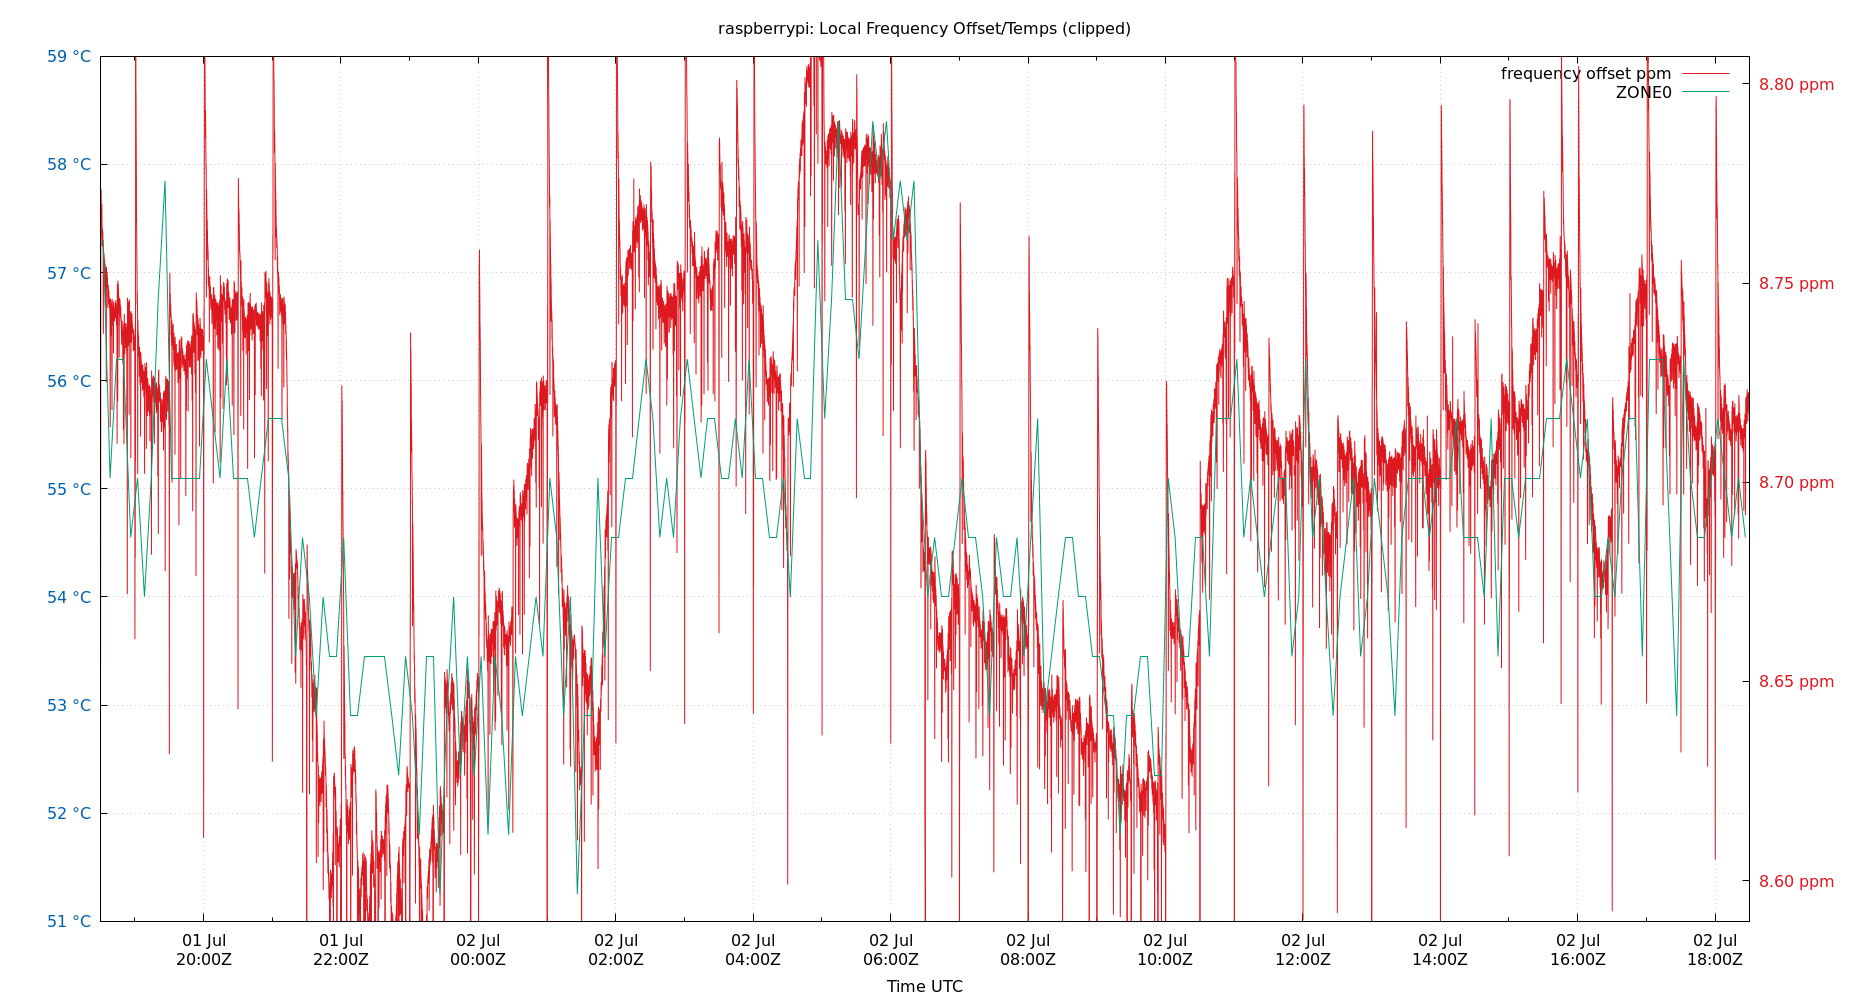 raspberrypi: Local Frequency Offset/Temps (clipped)
59 °C
58 °C
57 °C
56 °C
55 °C
54 °C
53 °C
52 °C
51 °C
frequency offset ppm
ZONE0
8.80 ppm
8.75 ppm
8.70 ppm
8.65 ppm
8.60 ppm
01 Jul
20:00Z
01 Jul
22:00Z
02 Jul
00:00Z
02 Jul
02:00Z
02 Jul
04:00Z
02 Jul
06:00Z
02 Jul
08:00Z
02 Jul
10:00Z
02 Jul
12:00Z
02 Jul
14:00Z
02 Jul
16:00Z
02 Jul
18:00Z
Time UTC